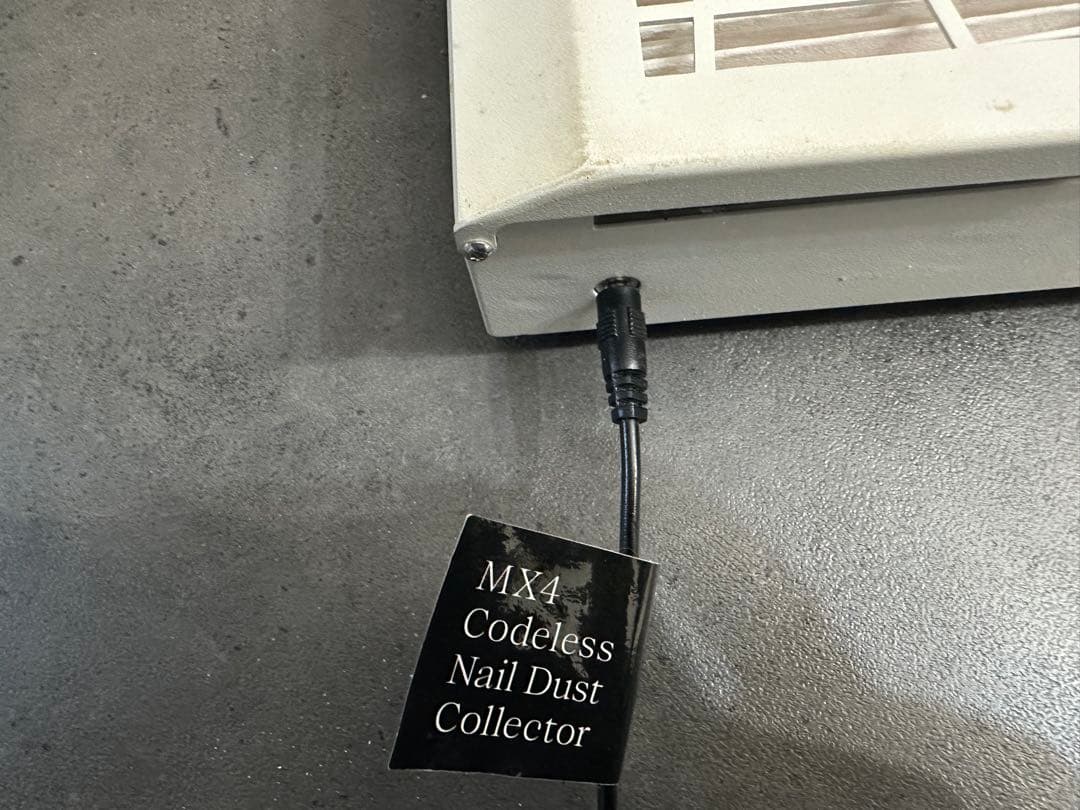 MX4
Codeless
Nail Dust
Collector